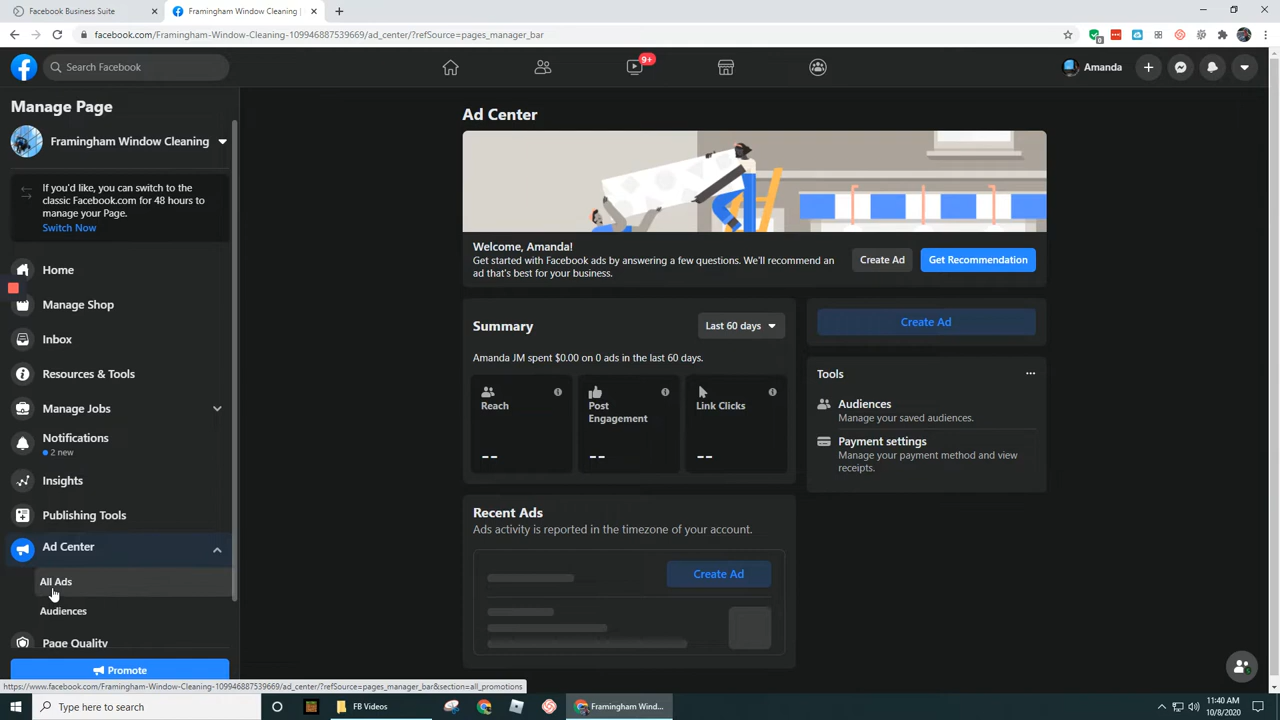 Facebook Business Suite
Framingham Window Cleaning |
facebook.com/Framingham-Window-Cleaning-109946887539669/ad_center/?refSource=pages_manager_bar
Search Facebook
9+
Amanda
Manage Page
Framingham Window Cleaning
If you'd like, you can switch to the
classic Facebook.com for 48 hours to
manage your Page.
Switch Now
Home
Manage Shop
Inbox
Resources & Tools
Manage Jobs
Notifications
2 new
Insights
Publishing Tools
Ad Center
All Ads
Audiences
Page Quality
Promote
Ad Center
Welcome, Amanda!
Get started with Facebook ads by answering a few questions. We'll recommend an
ad that's best for your business.
Create Ad
Get Recommendation
Summary
Last 60 days
Amanda JM spent $0.00 on 0 ads in the last 60 days.
Reach
--
Post
Engagement
--
Link Clicks
--
Recent Ads
Ads activity is reported in the timezone of your account.
Create Ad
Create Ad
Tools
Audiences
Manage your saved audiences.
Payment settings
Manage your payment method and view
receipts.
https://www.facebook.com/Framingham-Window-Cleaning-109946887539669/ad_center/?refSource=pages_manager_bar&section=all_promotions
Type here to search
FB Videos
Framingham Wind...
11:40 AM
10/8/2020